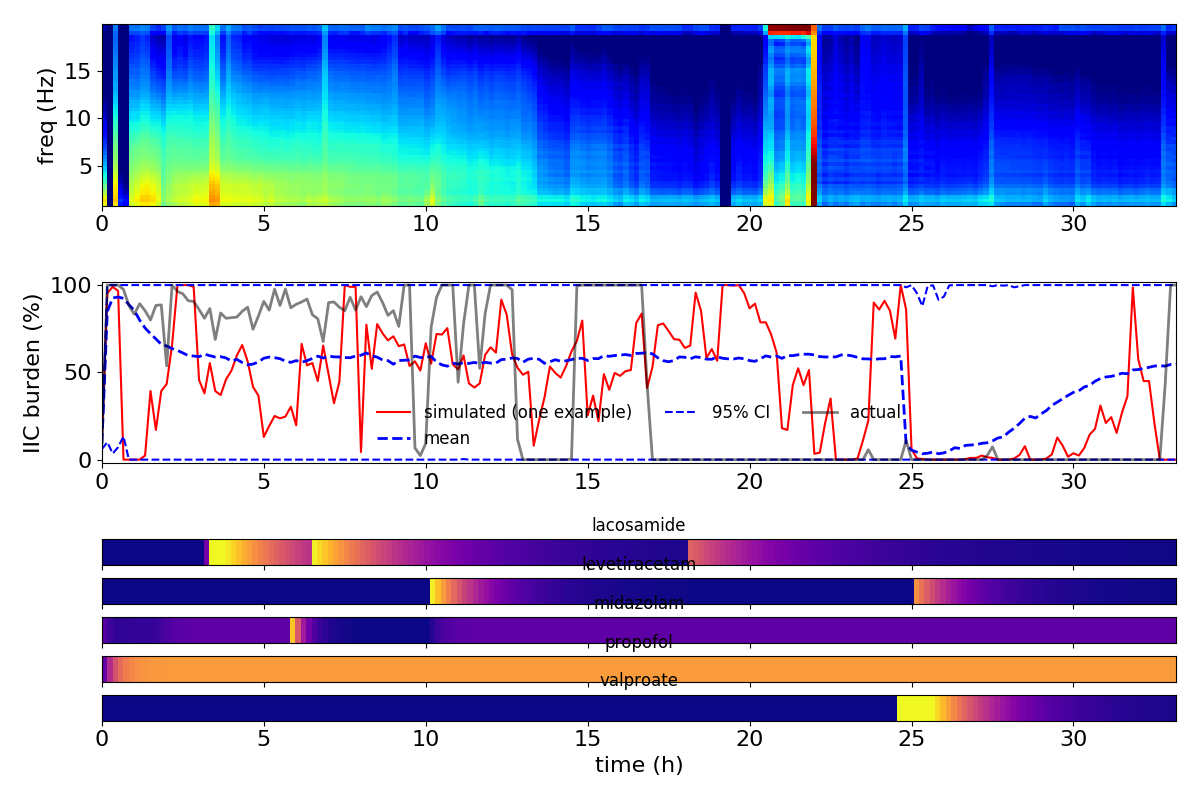 freq (Hz)
15
10
5
0 5 10 15 20 25 30
IIC burden (%)
100
50
0
simulated (one example) 95% CI actual
mean
0 5 10 15 20 25 30
lacosamide
levetiracetam
midazolam
propofol
valproate
0 5 10 15 20 25 30
time (h)